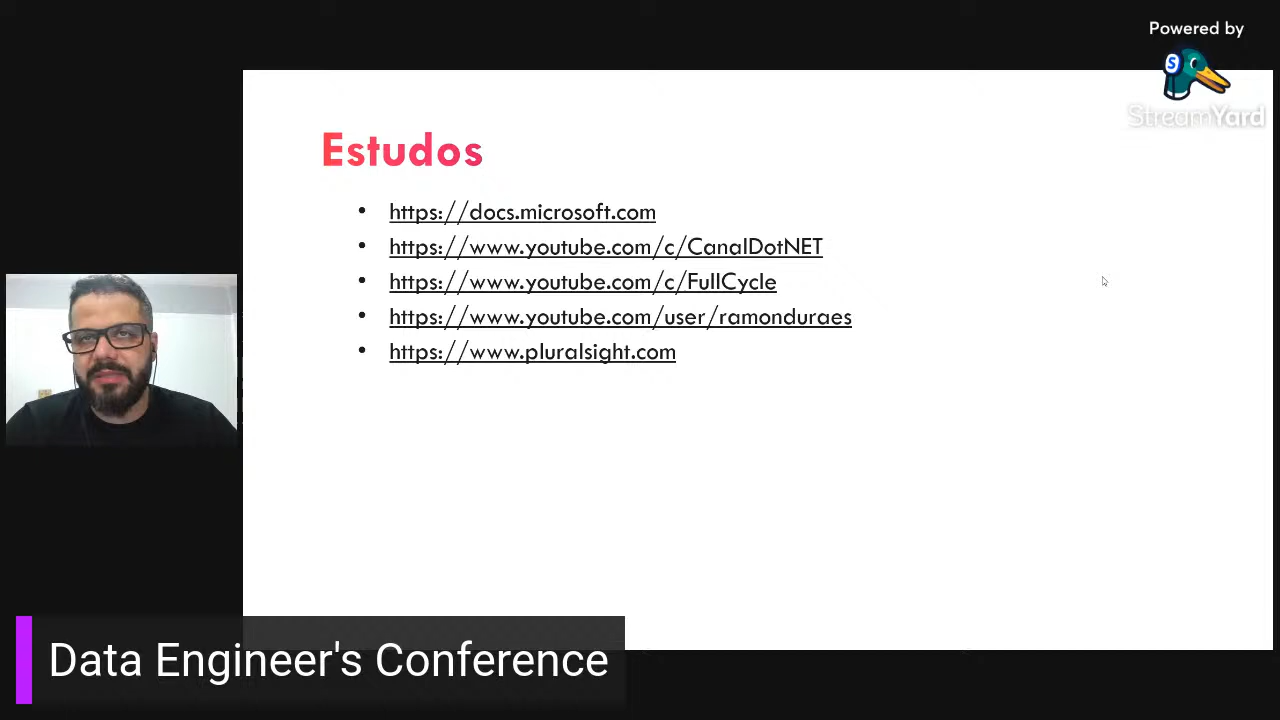 Powered by
StreamYard
Estudos
• https://docs.microsoft.com
• https://www.youtube.com/c/CanalDotNET
• https://www.youtube.com/c/FullCycle
• https://www.youtube.com/user/ramonduraes
• https://www.pluralsight.com
Data Engineer's Conference